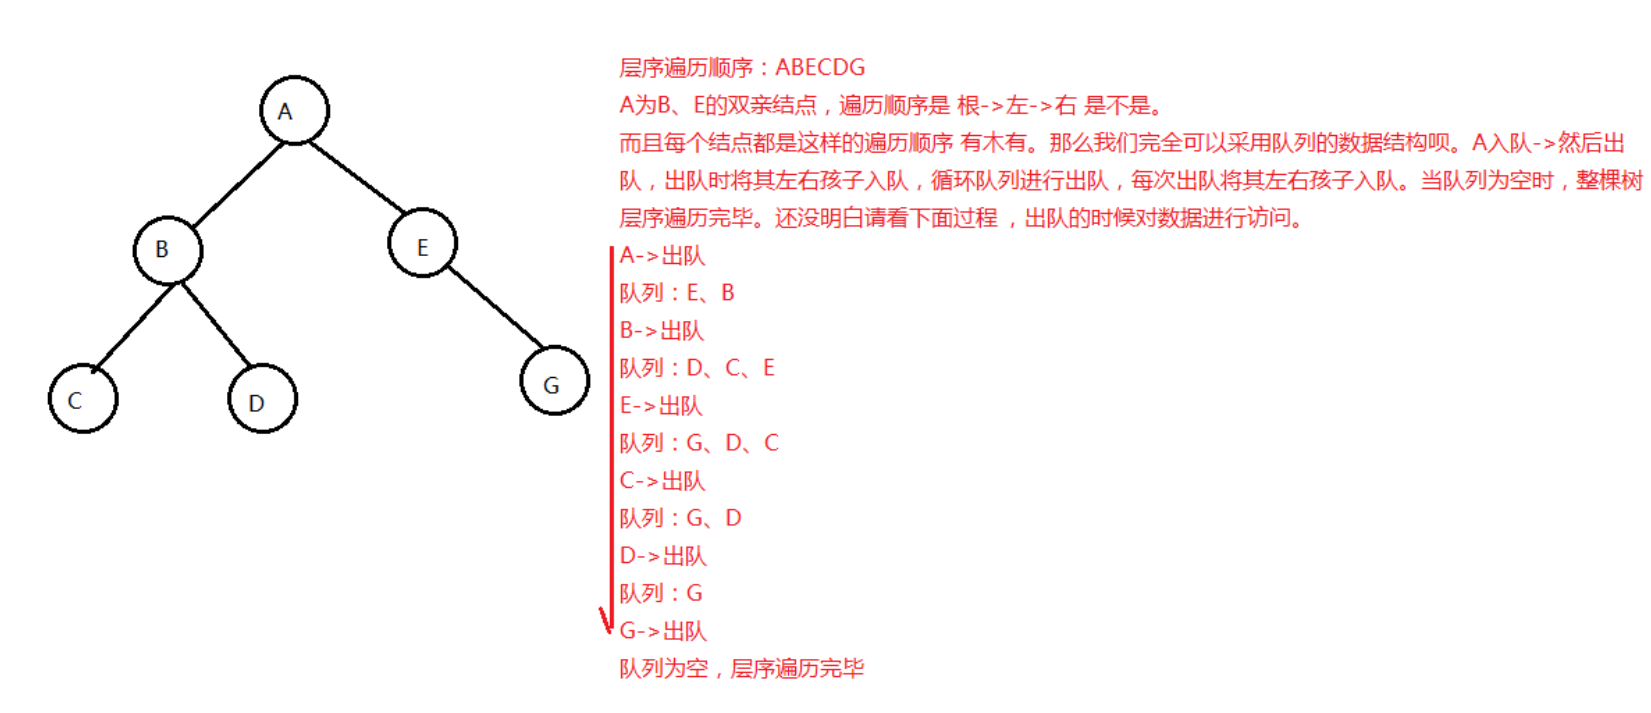 A
B
E
C
D
G
层序遍历顺序：ABECDG
A为B、E的双亲结点，遍历顺序是 根->左->右 是不是。
而且每个结点都是这样的遍历顺序 有木有。那么我们完全可以采用队列的数据结构呗。A入队->然后出
队，出队时将其左右孩子入队，循环队列进行出队，每次出队将其左右孩子入队。当队列为空时，整棵树
层序遍历完毕。还没明白请看下面过程 ，出队的时候对数据进行访问。
A->出队
队列：E、B
B->出队
队列：D、C、E
E->出队
队列：G、D、C
C->出队
队列：G、D
D->出队
队列：G
G->出队
队列为空，层序遍历完毕